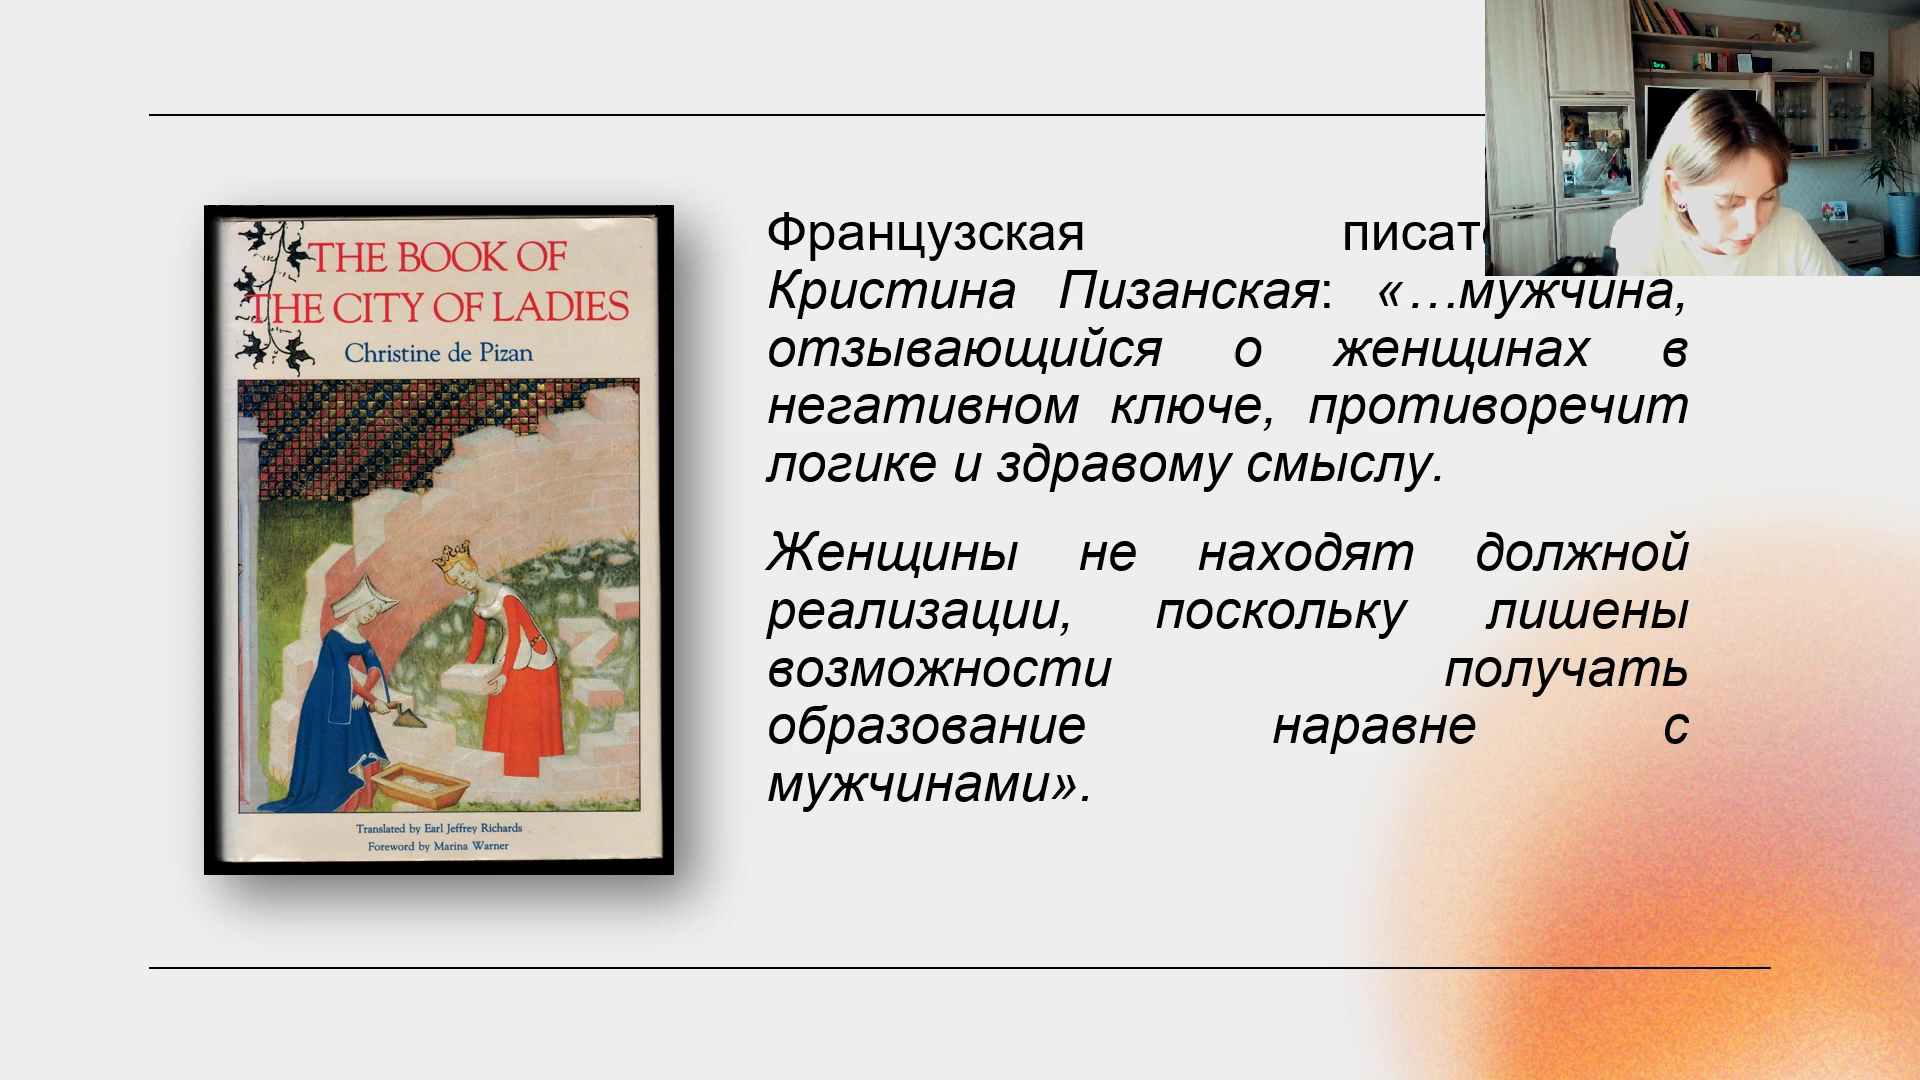 THE BOOK OF
THE CITY OF LADIES
Christine de Pizan
Translated by Earl Jeffrey Richards
Foreword by Marina Warner
Французская
Кристина Пизанская: «…мужчина,
отзывающийся о женщинах в
негативном ключе, противоречит
логике и здравому смыслу.
Женщины не находят должной
реализации, поскольку лишены
возможности получать
образование наравне с
мужчинами».